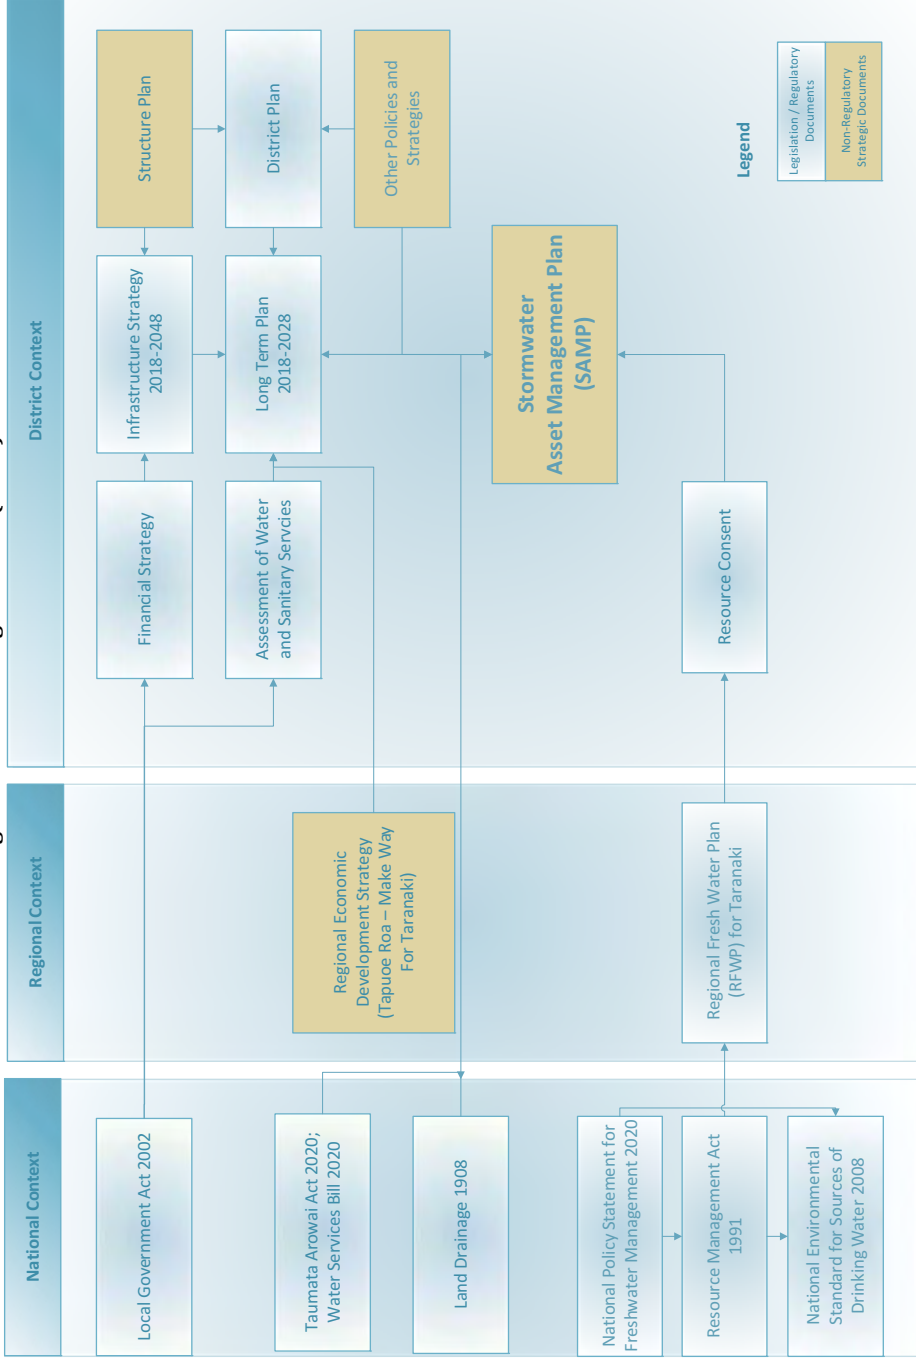 National Context
Local Government Act 2002
Taumata Arowai Act 2020;
Water Services Bill 2020
Land Drainage 1908
National Policy Statement for
Freshwater Management 2020
Resource Management Act
1991
National Environmental
Standard for Sources of
Drinking Water 2008
Regional Context
Regional Economic
Development Strategy
(Tapuoe Roa – Make Way
For Taranaki)
Regional Fresh Water Plan
(RFWP) for Taranaki
District Context
Financial Strategy
Infrastructure Strategy
2018-2048
Structure Plan
Assessment of Water
and Sanitary Servcies
Long Term Plan
2018-2028
District Plan
Other Policies and
Strategies
Stormwater
Asset Management Plan
(SAMP)
Resource Consent
Legend
Legislation / Regulatory
Documents
Non-Regulatory
Strategic Documents